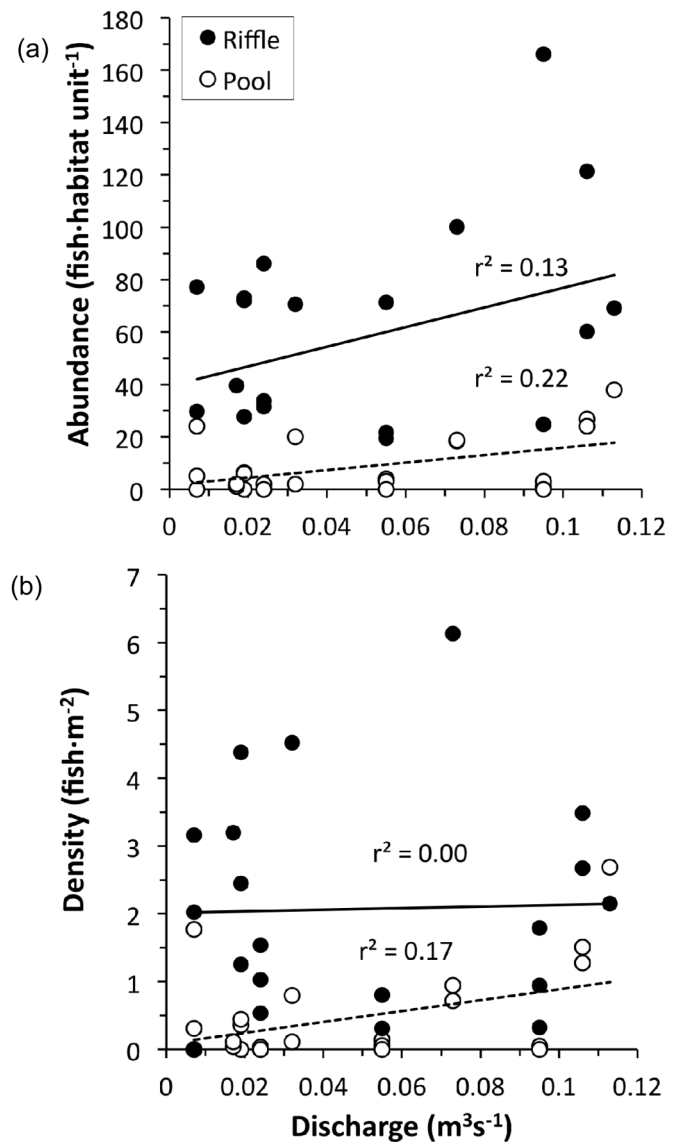 (a)
Abundance (fish·habitat unit⁻¹)
180
160
140
120
100
80
60
40
20
0
Riffle
Pool
r² = 0.13
r² = 0.22
0 0.02 0.04 0.06 0.08 0.1 0.12
(b)
Density (fish·m⁻²)
7
6
5
4
3
2
1
0
r² = 0.00
r² = 0.17
0 0.02 0.04 0.06 0.08 0.1 0.12
Discharge (m³s⁻¹)